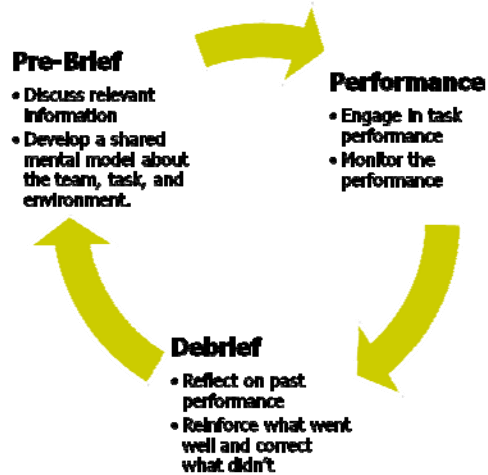 Pre-Brief
• Discuss relevant
information
• Develop a shared
mental model about
the team, task, and
environment.
Performance
• Engage in task
performance
• Monitor the
performance
Debrief
• Reflect on past
performance
• Reinforce what went
well and correct
what didn't